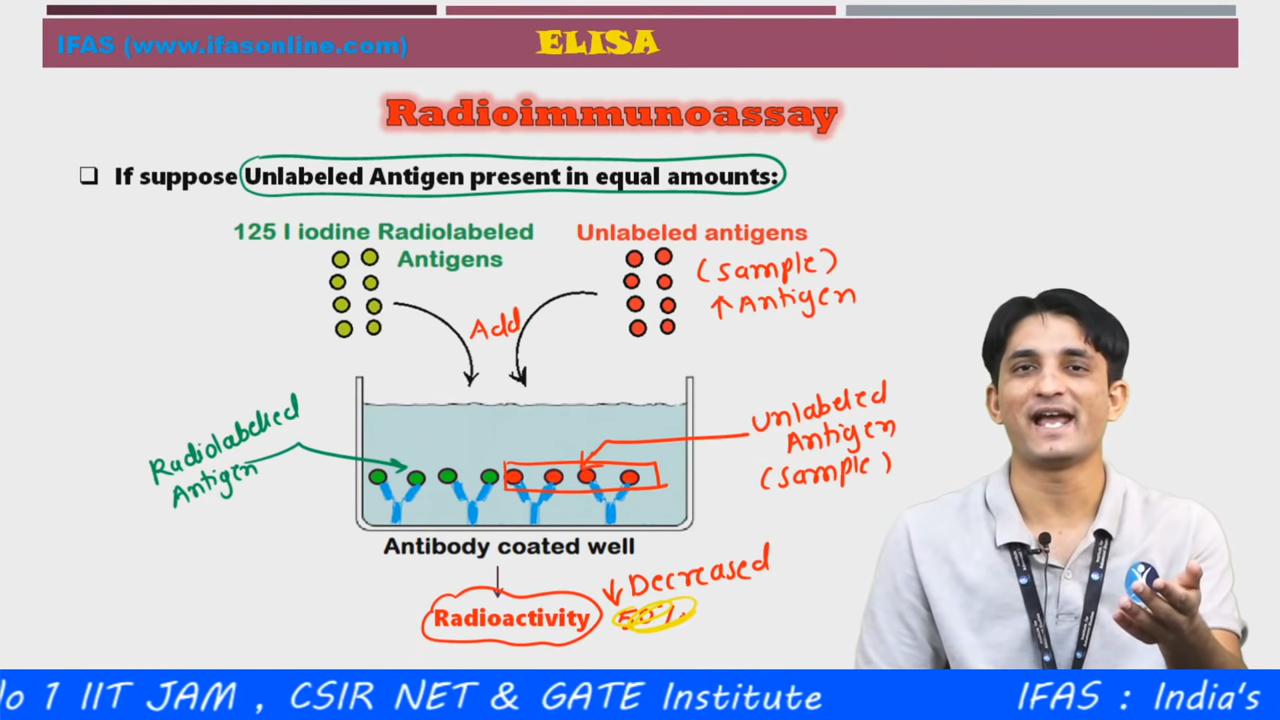 IFAS (www.ifasonline.com)
ELISA
Radioimmunoassay
❑ If suppose Unlabeled Antigen present in equal amounts:
125 I iodine Radiolabeled
Antigens
Unlabeled antigens
(Sample)
↑ Antigen
Add
Radiolabelled
Antigen
Unlabeled
Antigen
(Sample)
Antibody coated well
Radioactivity
↓ Decreased
50%
lo 1 IIT JAM , CSIR NET & GATE Institute
IFAS : India's